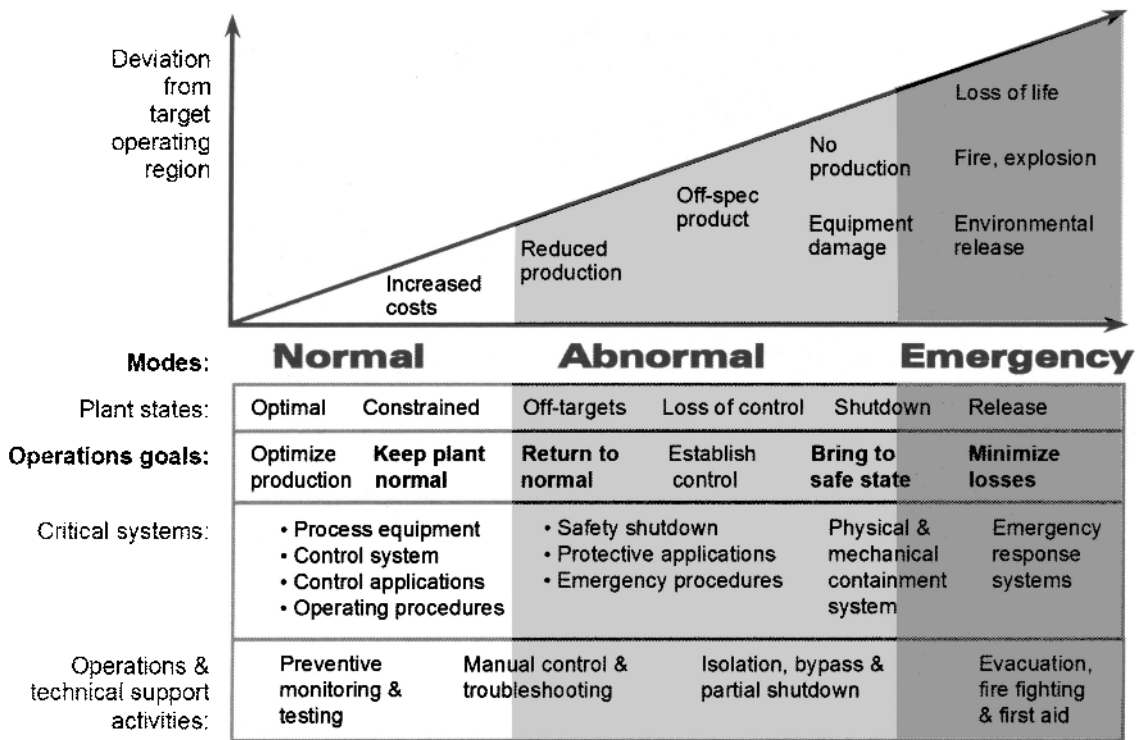 Deviation
from
target
operating
region
Loss of life
No
production
Fire, explosion
Off-spec
product
Equipment
damage
Environmental
release
Reduced
production
Increased
costs
Modes: Normal Abnormal Emergency
Plant states: Optimal Constrained Off-targets Loss of control Shutdown Release
Operations goals: Optimize Keep plant Return to Establish Bring to Minimize
production normal normal control safe state losses
Critical systems: • Process equipment • Safety shutdown Physical & Emergency
• Control system • Protective applications mechanical response
• Control applications • Emergency procedures containment systems
• Operating procedures system
Operations & Preventive Manual control & Isolation, bypass & Evacuation,
technical support monitoring & troubleshooting partial shutdown fire fighting
activities: testing & first aid